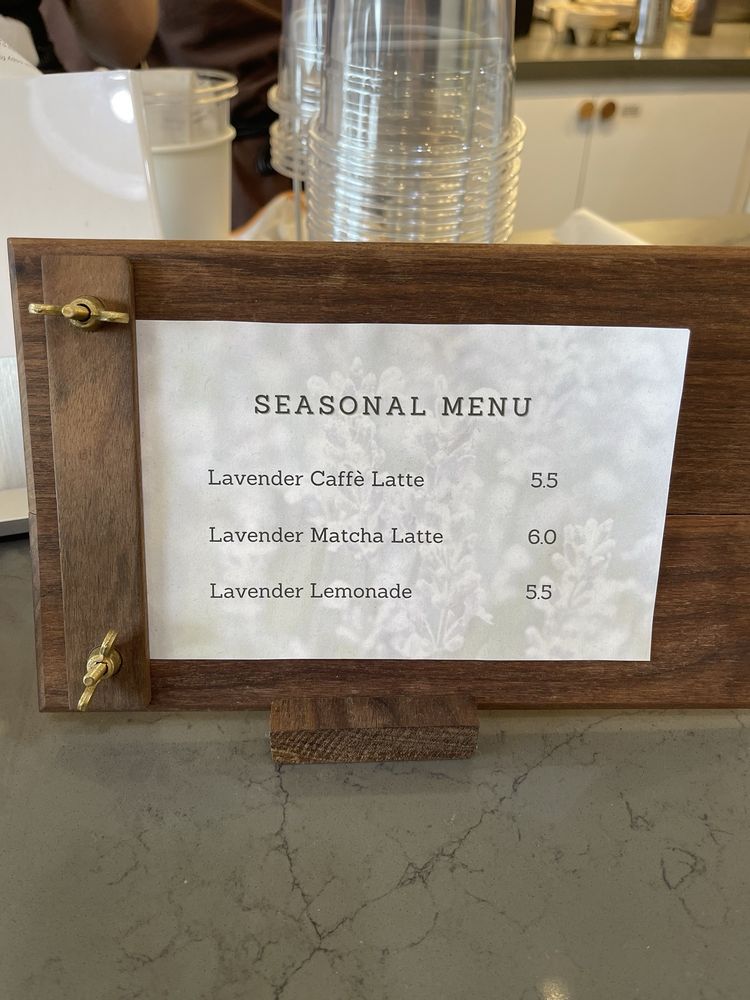 SEASONAL MENU
Lavender Caffè Latte 5.5
Lavender Matcha Latte 6.0
Lavender Lemonade 5.5